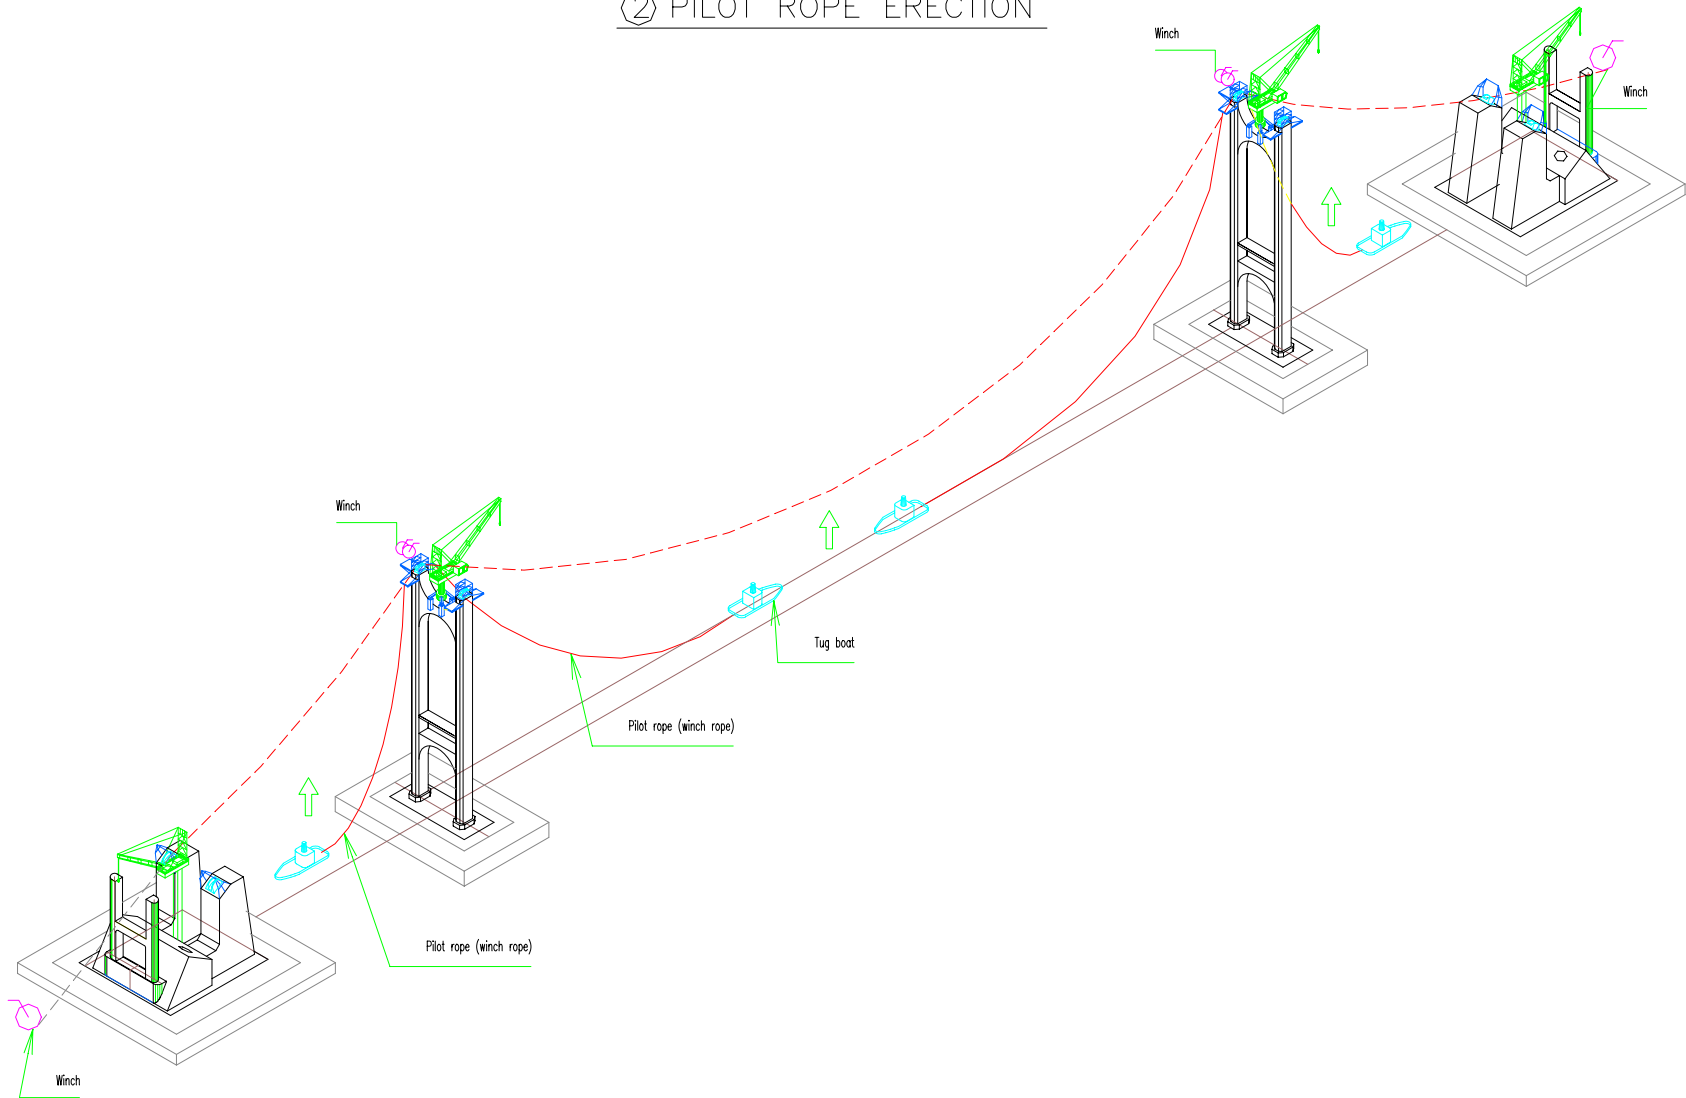 2 PILOT ROPE ERECTION
Winch
Winch
Winch
Tug boat
Pilot rope (winch rope)
Pilot rope (winch rope)
Winch